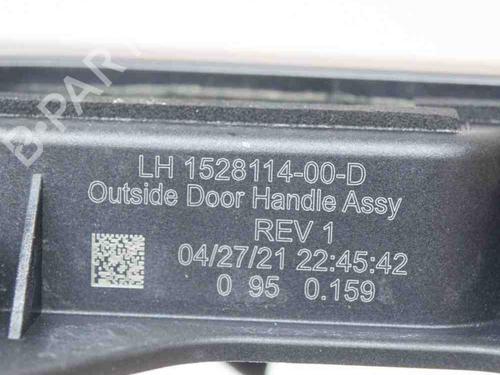 B-PARTS
LH 1528114-00-D
Outside Door Handle Assy
REV 1
04/27/21 22:45:42
0 95 0.159